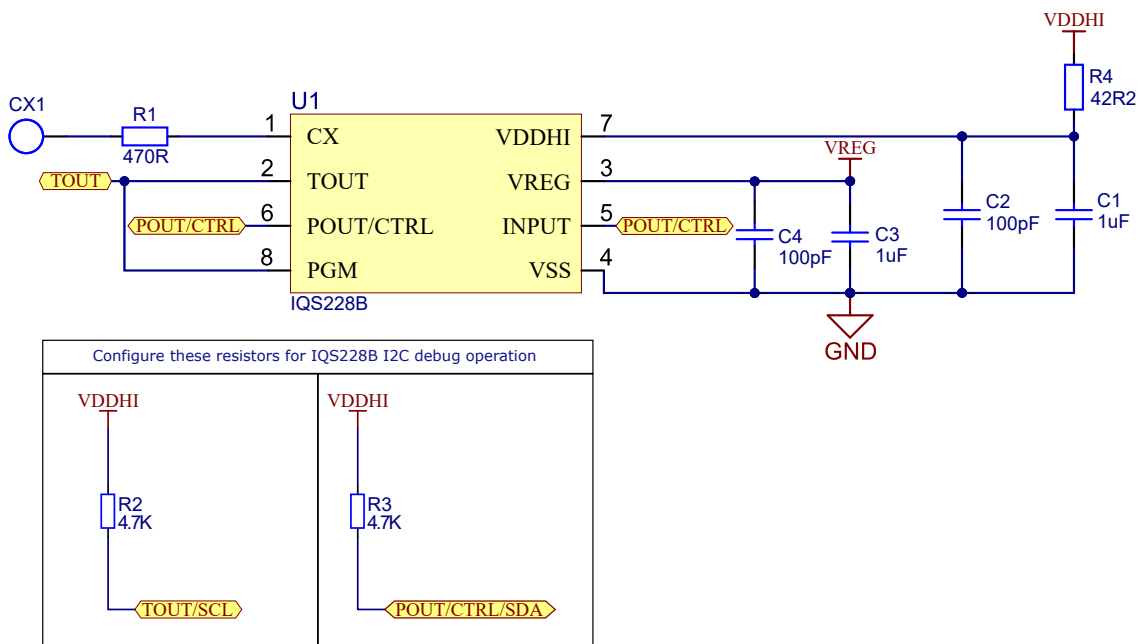 VDDHI
R4
42R2
U1
CX1
R1
470R
1
CX
VDDHI
7
TOUT
2
TOUT
VREG
3
VREG
POUT/CTRL
6
POUT/CTRL
INPUT
5
POUT/CTRL
8
PGM
VSS
4
IQS228B
C4
100pF
C3
1uF
C2
100pF
C1
1uF
GND
Configure these resistors for IQS228B I2C debug operation
VDDHI
R2
4.7K
TOUT/SCL
VDDHI
R3
4.7K
POUT/CTRL/SDA